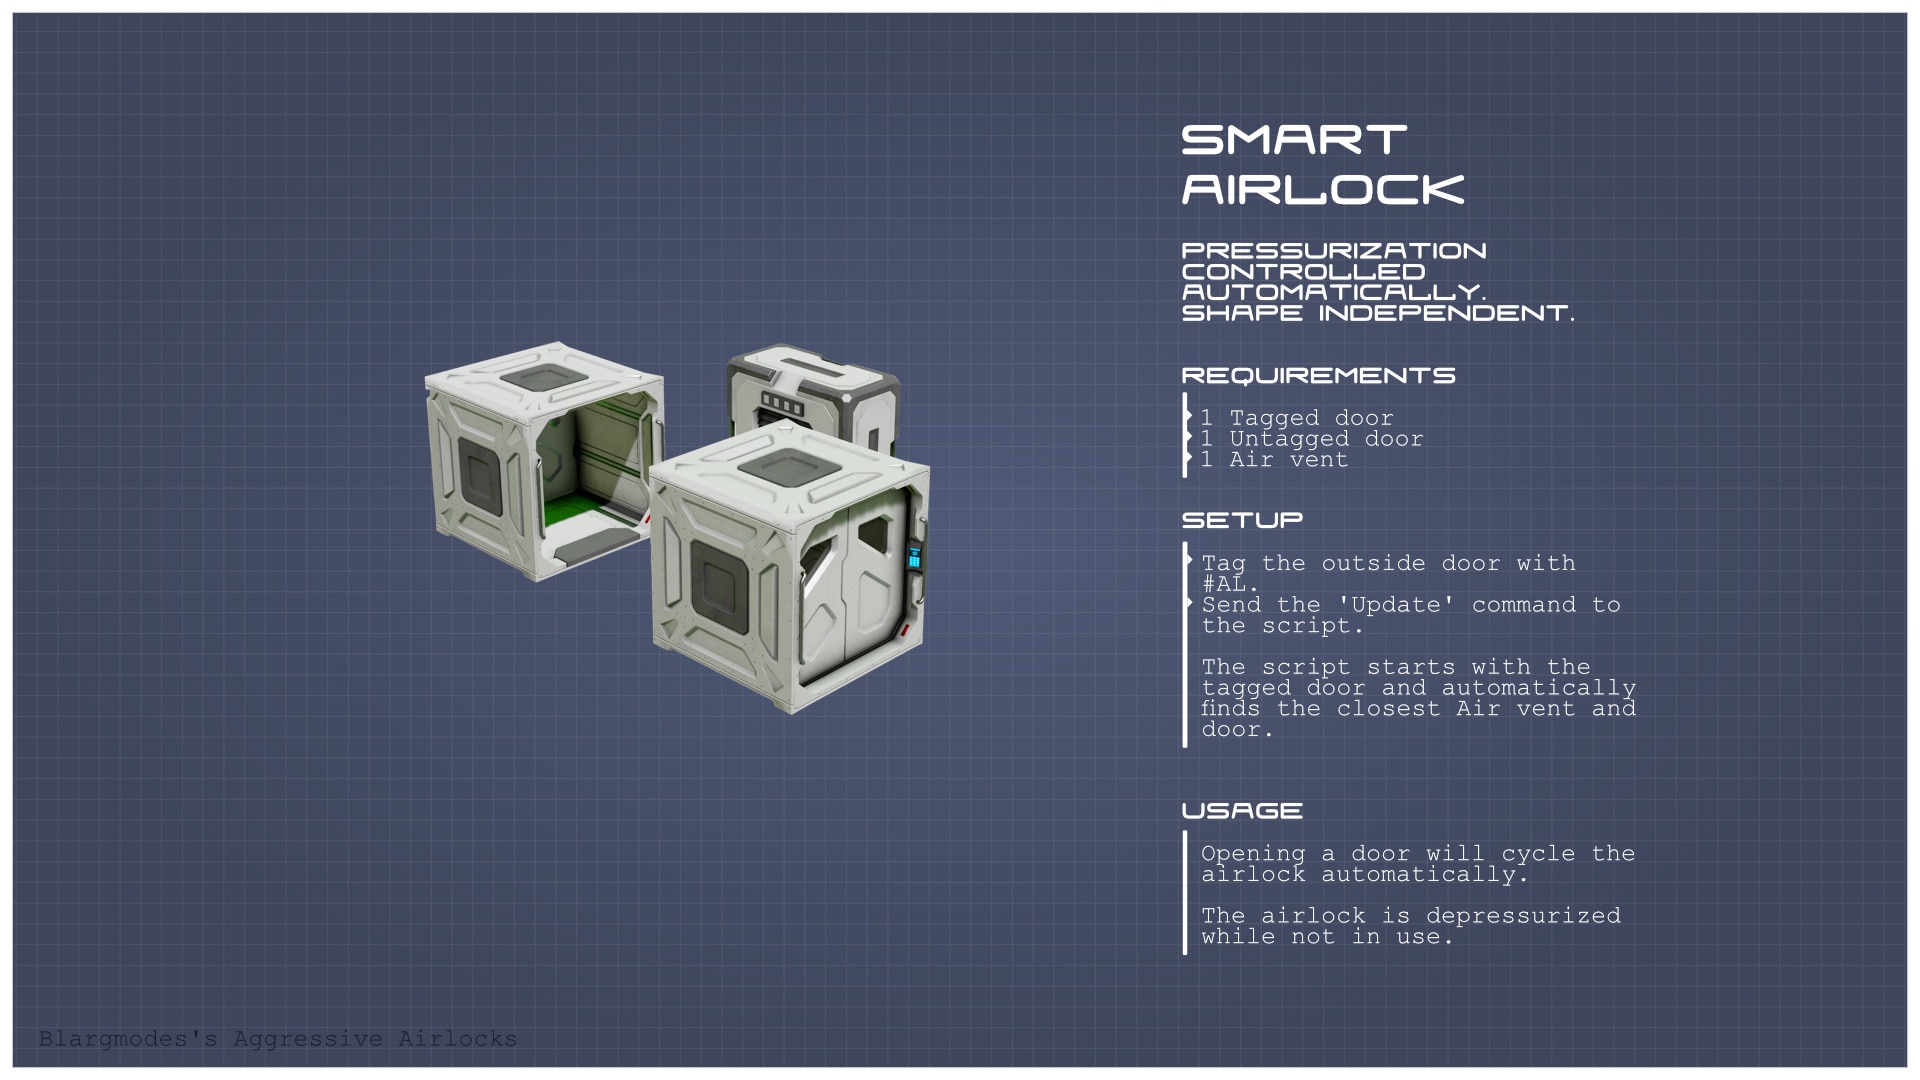 SMART
AIRLOCK
PRESSURIZATION
CONTROLLED
AUTOMATICALLY.
SHAPE INDEPENDENT.
REQUIREMENTS
1 Tagged door
1 Untagged door
1 Air vent
SETUP
Tag the outside door with
#AL.
Send the 'Update' command to
the script.
The script starts with the
tagged door and automatically
finds the closest Air vent and
door.
USAGE
Opening a door will cycle the
airlock automatically.
The airlock is depressurized
while not in use.
Blargmodes's Aggressive Airlocks